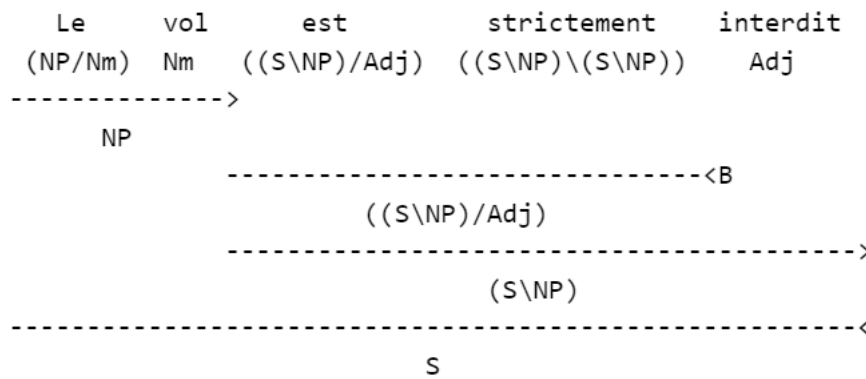 Le vol est strictement interdit
(NP/Nm) Nm ((S\NP)/Adj) ((S\NP)\(S\NP)) Adj
-------------->
NP
-------------------------------<B
((S\NP)/Adj)
----------------------------------------->
(S\NP)
-------------------------------------------------------<
S